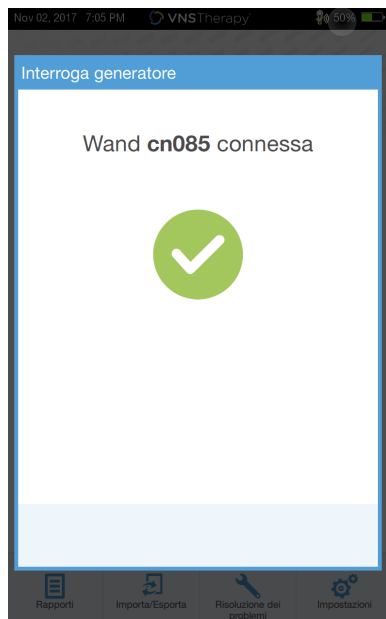 Nov 02, 2017 7:05 PM VNSTherapy 50%
Interroga generatore
Wand cn085 connessa
Rapporti Importa/Esporta Risoluzione dei problemi Impostazioni